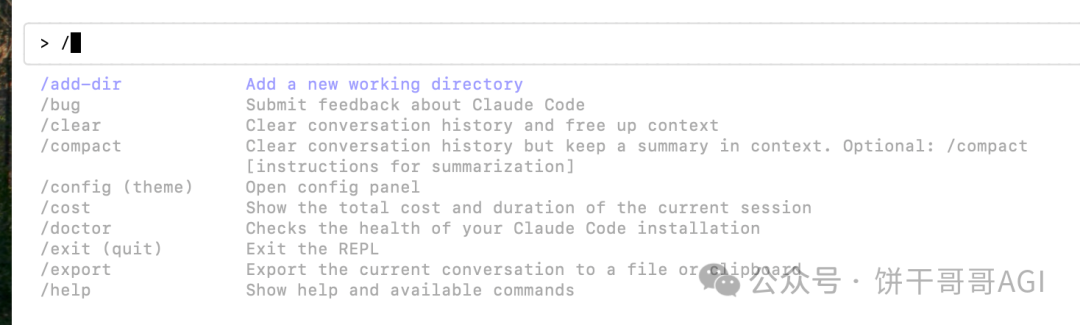 > /
/add-dir Add a new working directory
/bug Submit feedback about Claude Code
/clear Clear conversation history and free up context
/compact Clear conversation history but keep a summary in context. Optional: /compact
[instructions for summarization]
/config (theme) Open config panel
/cost Show the total cost and duration of the current session
/doctor Checks the health of your Claude Code installation
/exit (quit) Exit the REPL
/export Export the current conversation to a file or clipboard
/help Show help and available commands
公众号 · 饼干哥哥AGI